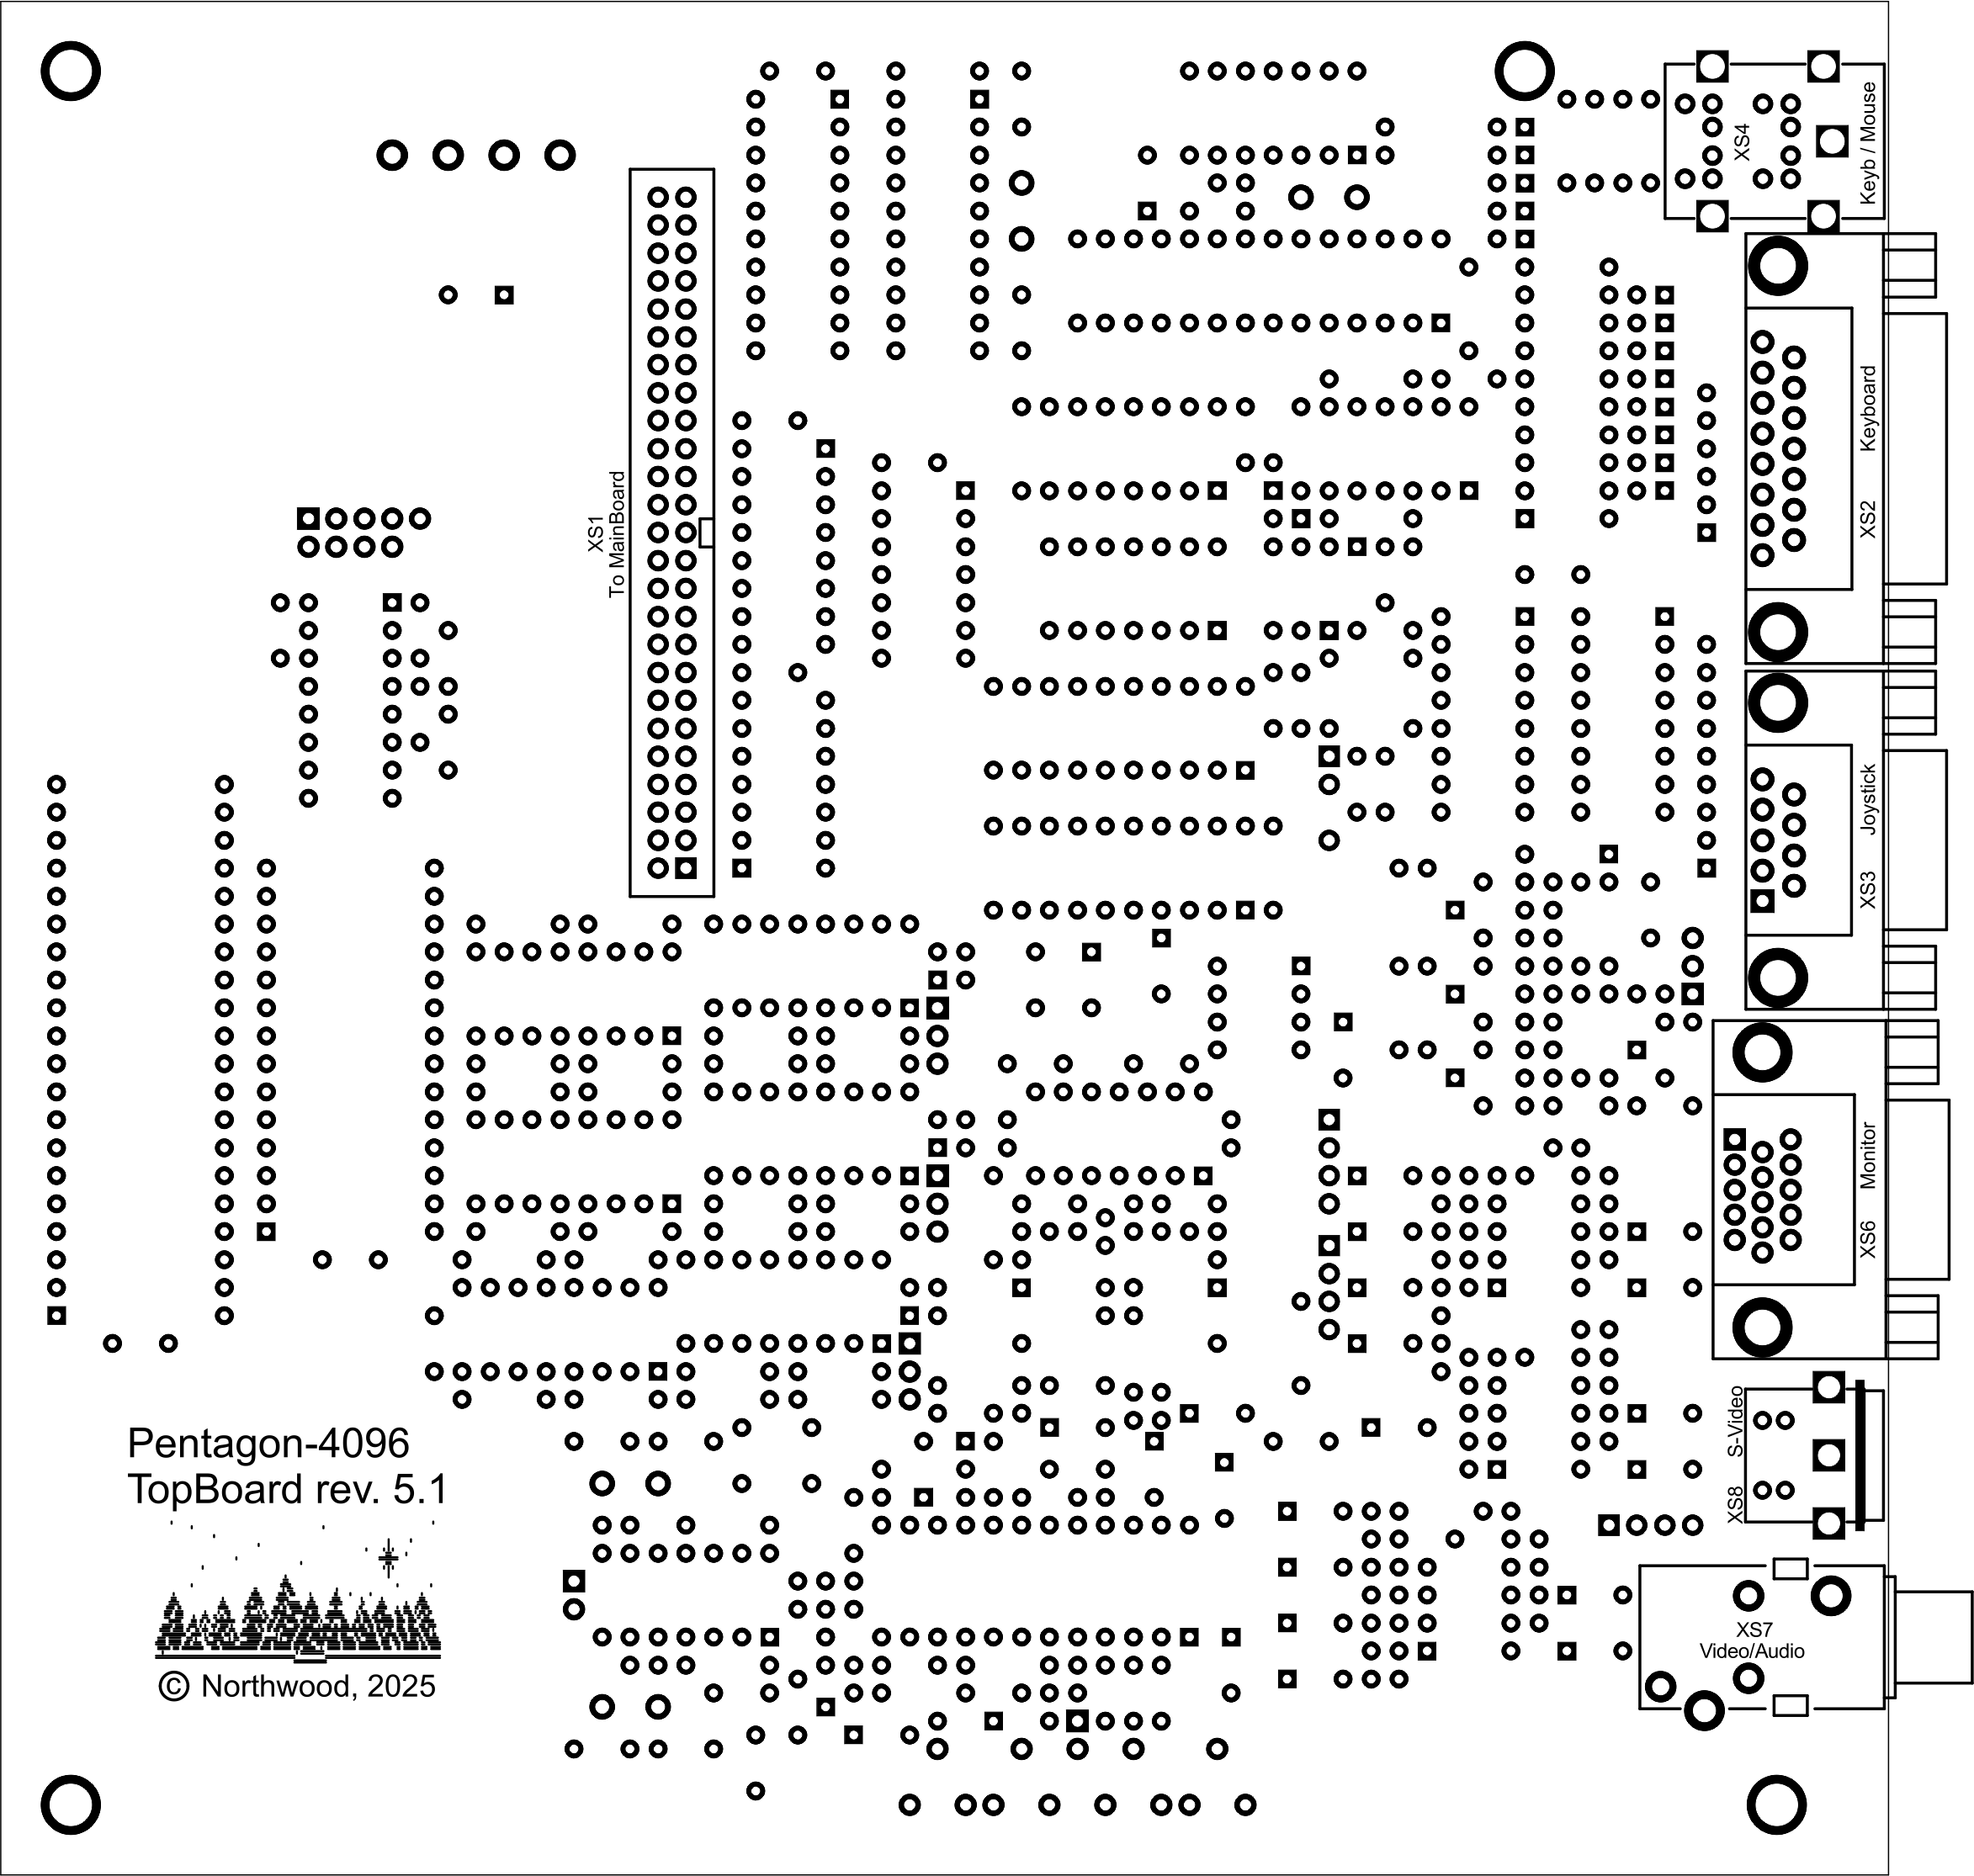 XS4
Keyb / Mouse
XS1
To MainBoard
XS2 Keyboard
XS3 Joystick
XS6 Monitor
XS8 S-Video
XS7
Video/Audio
Pentagon-4096
TopBoard rev. 5.1
© Northwood, 2025